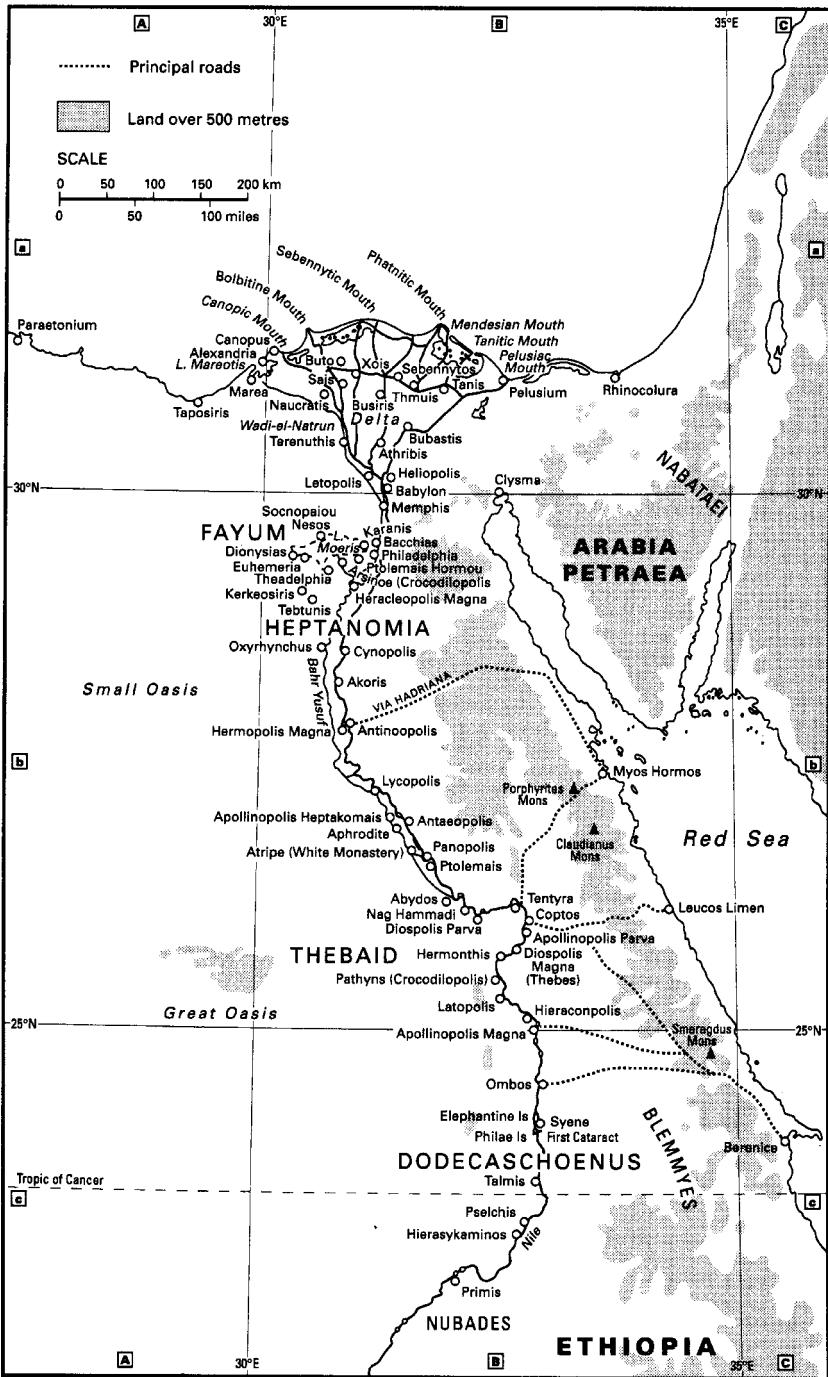 A
30°E
B
35°E
C
Principal roads
Land over 500 metres
SCALE
0 50 100 150 200 km
0 50 100 miles
a
a
Sebennytic Mouth
Phatnitic Mouth
Bolbitine Mouth
Canopic Mouth
Mendesian Mouth
Tanitic Mouth
Pelusiac
Mouth
Paraetonium
Canopus
Alexandria
L. Mareotis
Marea
Taposiris
Buto
Xois
Sebennytos
Sais
Thmuis
Tanis
Pelusium
Rhinocolura
Naucratis
Busiris
Delta
Wadi-el-Natrun
Terenuthis
Bubastis
Athribis
Letopolis
Heliopolis
Babylon
Clysma
30°N
30°N
Memphis
NABATAEI
Socnopaiou
Nesos
FAYUM
L.
Moeris
Karanis
Bacchias
Dionysias
Philadelphia
Euhemeria
Ptolemais Hormou
Theadelphia
Arsinoe (Crocodilopolis
Kerkeosiris
Heracleopolis Magna
Tebtunis
ARABIA
PETRAEA
HEPTANOMIA
Oxyrhynchus
Cynopolis
Bahr Yusuf
Small Oasis
Akoris
VIA HADRIANA
Hermopolis Magna
Antinoopolis
b
b
Lycopolis
Myos Hormos
Porphyrites
Mons
Apollinopolis Heptakomais
Antaeopolis
Aphrodite
Claudianus
Mons
Red Sea
Atripe (White Monastery)
Panopolis
Ptolemais
Abydos
Tentyra
Nag Hammadi
Coptos
Leucos Limen
Diospolis Parva
Apollinopolis Parva
THEBAID
Hermonthis
Diospolis
Magna
(Thebes)
Pathyris (Crocodilopolis)
Latopolis
Hieraconpolis
Great Oasis
25°N
25°N
Apollinopolis Magna
Smaragdus
Mons
Ombos
Elephantine Is
Syene
Philae Is
First Cataract
BLEMMYES
Berenice
DODECASCHOENUS
Talmis
Tropic of Cancer
c
c
Pselchis
Hierasykaminos
Nile
Primis
NUBADES
ETHIOPIA
A
30°E
B
35°E
C